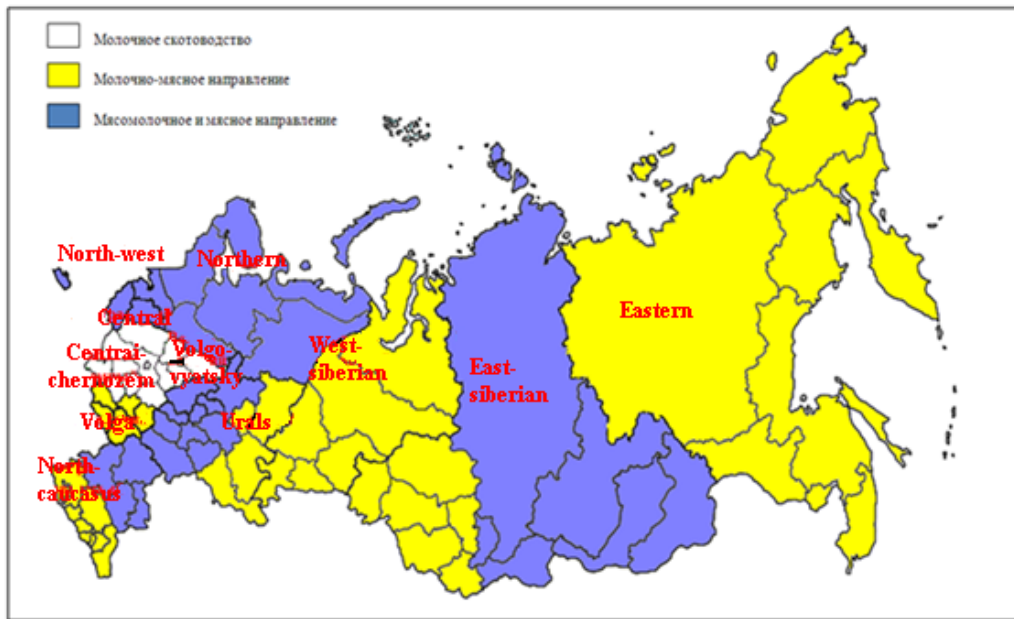 Молочное скотоводство
Молочно-мясное направление
Мясомолочное и мясное направление
North-west
Northern
Central
Centrai-
chernozem
Volgo-
vyatsky
West-
siberian
East-
siberian
Eastern
Volga
Urals
North-
caucasus